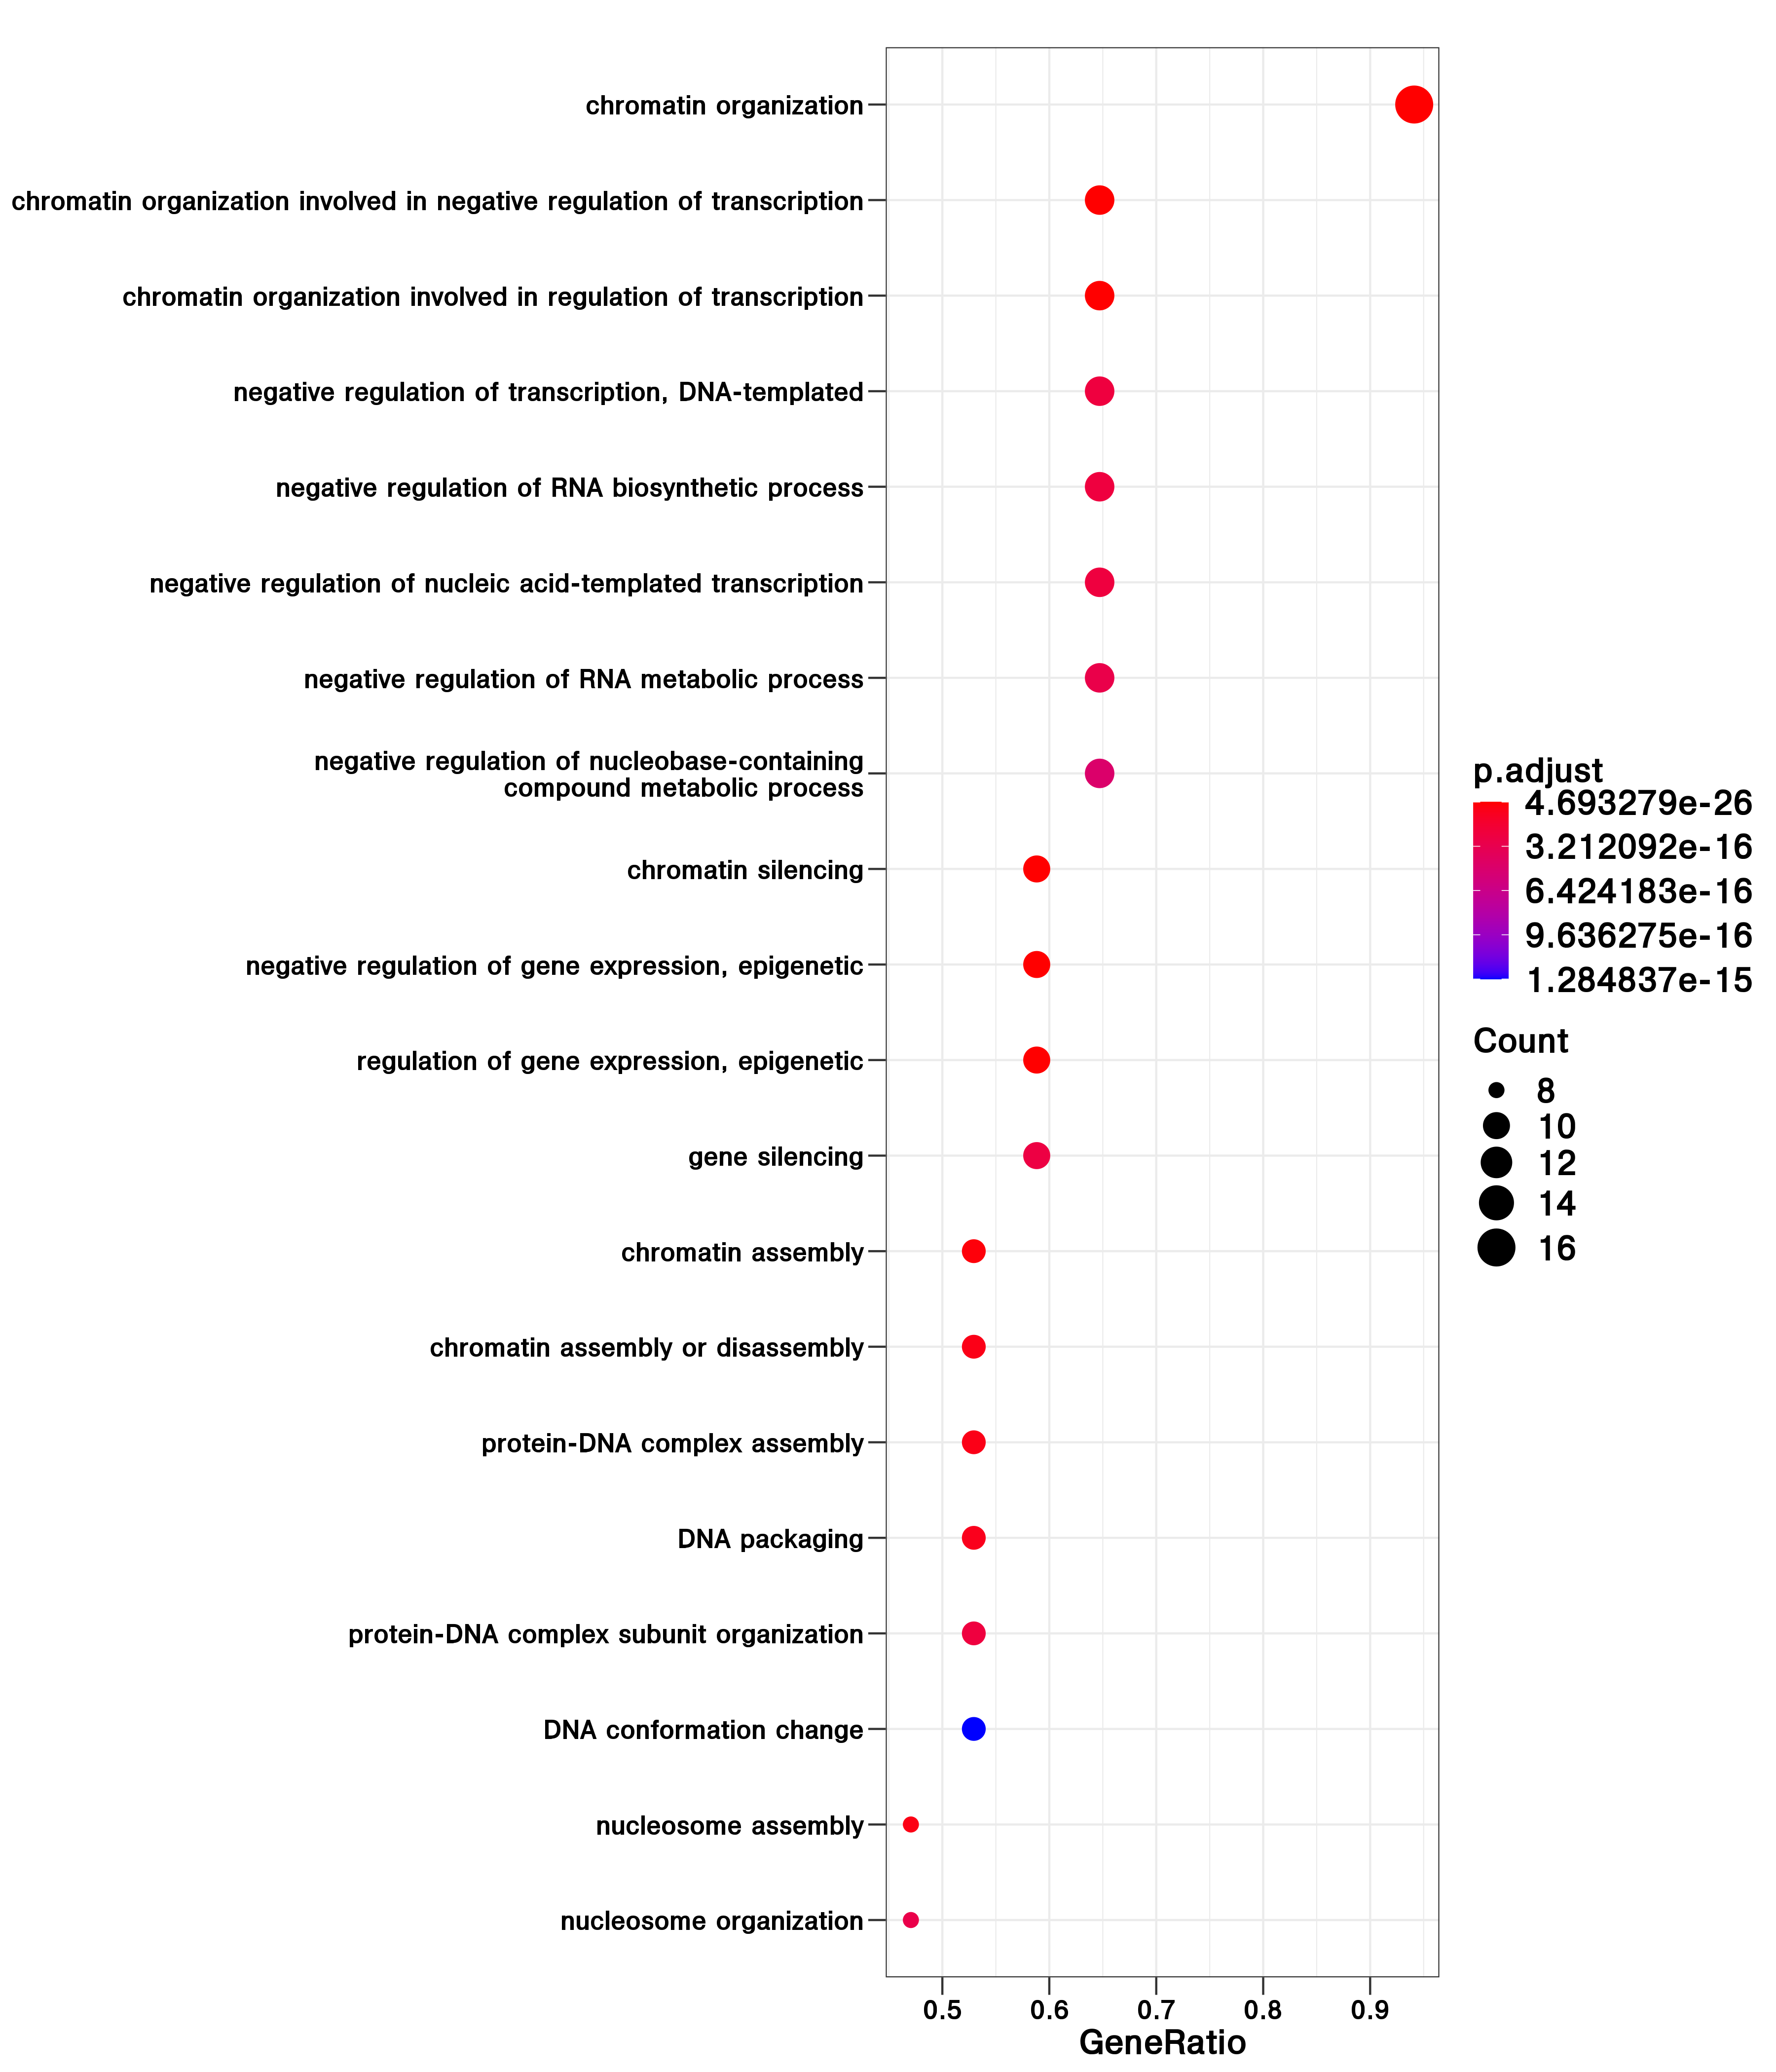 chromatin organization
chromatin organization involved in negative regulation of transcription
chromatin organization involved in regulation of transcription
negative regulation of transcription, DNA-templated
negative regulation of RNA biosynthetic process
negative regulation of nucleic acid-templated transcription
negative regulation of RNA metabolic process
negative regulation of nucleobase-containing
compound metabolic process
chromatin silencing
negative regulation of gene expression, epigenetic
regulation of gene expression, epigenetic
gene silencing
chromatin assembly
chromatin assembly or disassembly
protein-DNA complex assembly
DNA packaging
protein-DNA complex subunit organization
DNA conformation change
nucleosome assembly
nucleosome organization
0.5 0.6 0.7 0.8 0.9
GeneRatio
p.adjust
4.693279e-26
3.212092e-16
6.424183e-16
9.636275e-16
1.284837e-15
Count
8
10
12
14
16